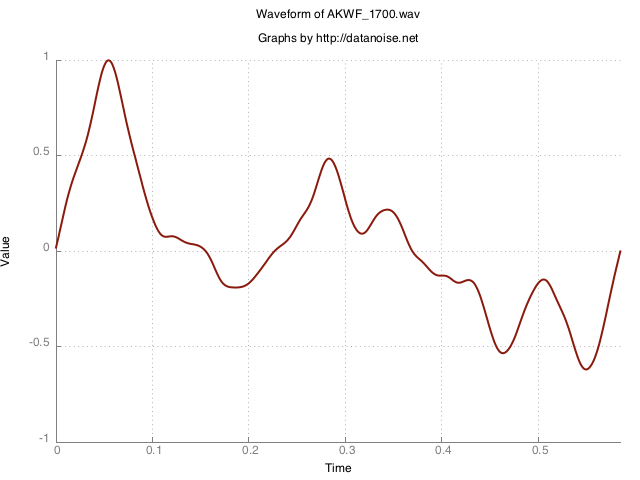 Waveform of AKWF_1700.wav
Graphs by http://datanoise.net
1
0.5
0
-0.5
-1
Value
0 0.1 0.2 0.3 0.4 0.5
Time